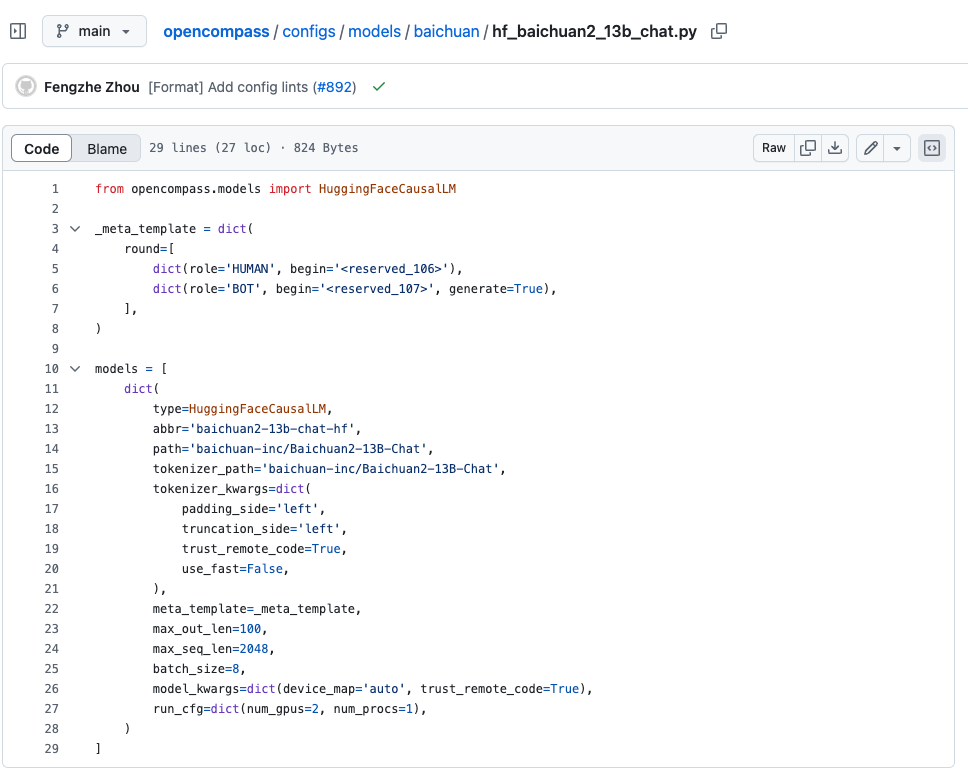 main
opencompass / configs / models / baichuan / hf_baichuan2_13b_chat.py
Fengzhe Zhou [Format] Add config lints (#892)
Code Blame 29 lines (27 loc) · 824 Bytes Raw
1 from opencompass.models import HuggingFaceCausalLM
2
3 _meta_template = dict(
4     round=[
5         dict(role='HUMAN', begin='<reserved_106>'),
6         dict(role='BOT', begin='<reserved_107>', generate=True),
7     ],
8 )
9
10 models = [
11     dict(
12         type=HuggingFaceCausalLM,
13         abbr='baichuan2-13b-chat-hf',
14         path='baichuan-inc/Baichuan2-13B-Chat',
15         tokenizer_path='baichuan-inc/Baichuan2-13B-Chat',
16         tokenizer_kwargs=dict(
17             padding_side='left',
18             truncation_side='left',
19             trust_remote_code=True,
20             use_fast=False,
21         ),
22         meta_template=_meta_template,
23         max_out_len=100,
24         max_seq_len=2048,
25         batch_size=8,
26         model_kwargs=dict(device_map='auto', trust_remote_code=True),
27         run_cfg=dict(num_gpus=2, num_procs=1),
28     )
29 ]